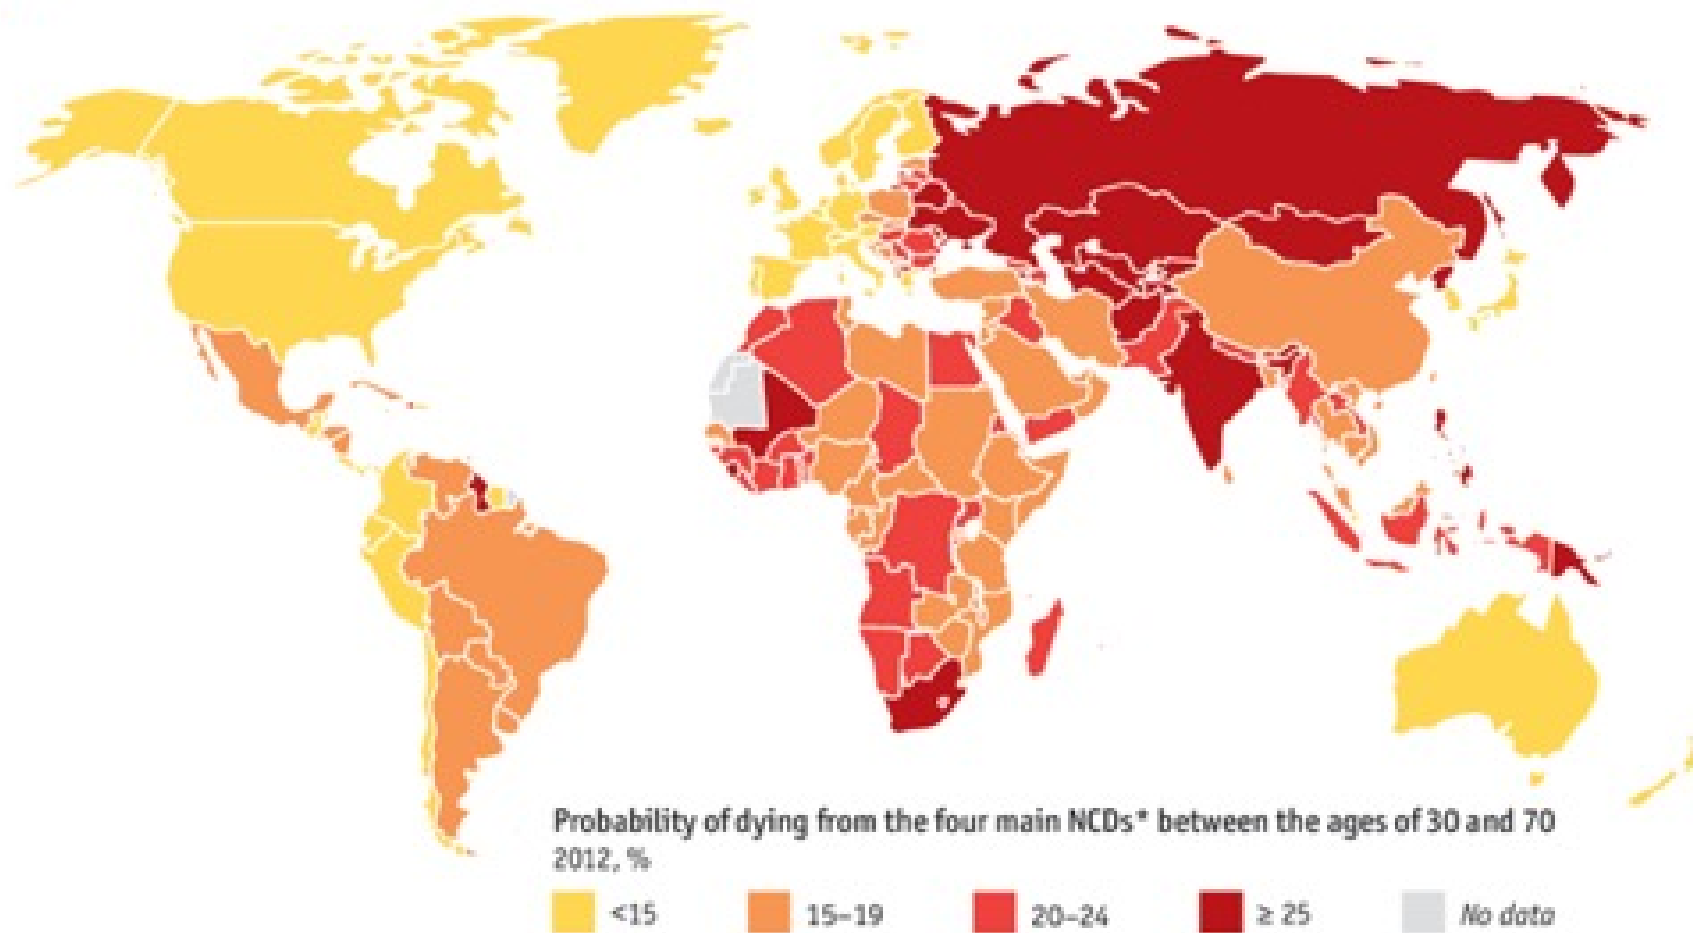 Probability of dying from the four main NCDs* between the ages of 30 and 70
2012, %
<15
15–19
20–24
≥ 25
No data